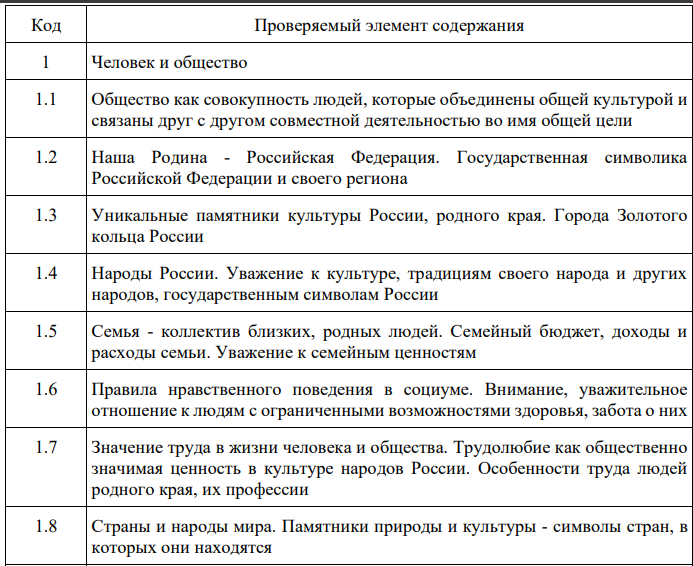 Код Проверяемый элемент содержания
1 Человек и общество
1.1 Общество как совокупность людей, которые объединены общей культурой и
связаны друг с другом совместной деятельностью во имя общей цели
1.2 Наша Родина - Российская Федерация. Государственная символика
Российской Федерации и своего региона
1.3 Уникальные памятники культуры России, родного края. Города Золотого
кольца России
1.4 Народы России. Уважение к культуре, традициям своего народа и других
народов, государственным символам России
1.5 Семья - коллектив близких, родных людей. Семейный бюджет, доходы и
расходы семьи. Уважение к семейным ценностям
1.6 Правила нравственного поведения в социуме. Внимание, уважительное
отношение к людям с ограниченными возможностями здоровья, забота о них
1.7 Значение труда в жизни человека и общества. Трудолюбие как общественно
значимая ценность в культуре народов России. Особенности труда людей
родного края, их профессии
1.8 Страны и народы мира. Памятники природы и культуры - символы стран, в
которых они находятся